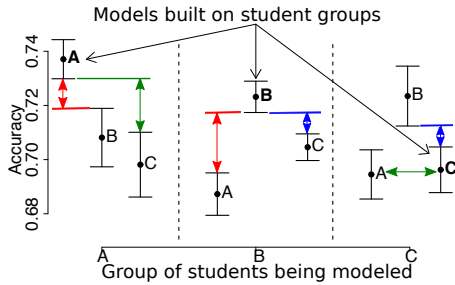 Models built on student groups
0.74
0.72
0.70
0.68
Accuracy
A
B
C
A
B
C
A
B
C
A
B
C
Group of students being modeled